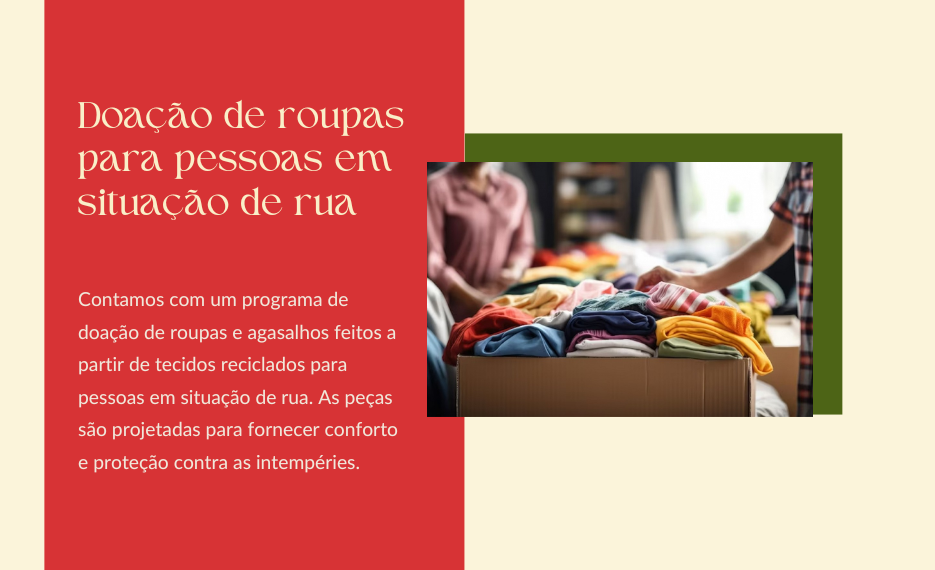 Doação de roupas
para pessoas em
situação de rua
Contamos com um programa de
doação de roupas e agasalhos feitos a
partir de tecidos reciclados para
pessoas em situação de rua. As peças
são projetadas para fornecer conforto
e proteção contra as intempéries.